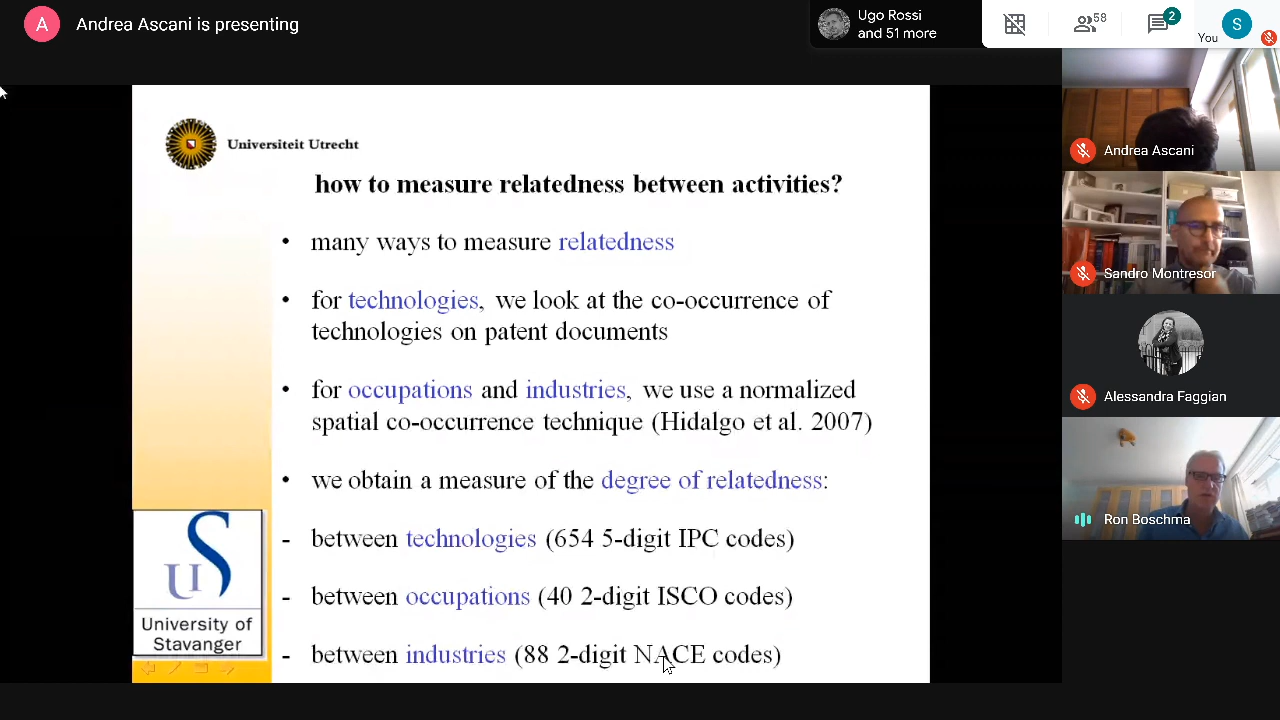 A
Andrea Ascani is presenting
Ugo Rossi
and 51 more
58
2
You
S
Universiteit Utrecht
how to measure relatedness between activities?
• many ways to measure relatedness
• for technologies, we look at the co-occurrence of
technologies on patent documents
• for occupations and industries, we use a normalized
spatial co-occurrence technique (Hidalgo et al. 2007)
• we obtain a measure of the degree of relatedness:
- between technologies (654 5-digit IPC codes)
- between occupations (40 2-digit ISCO codes)
- between industries (88 2-digit NACE codes)
US
University of
Stavanger
Andrea Ascani
Sandro Montresor
Alessandra Faggian
Ron Boschma